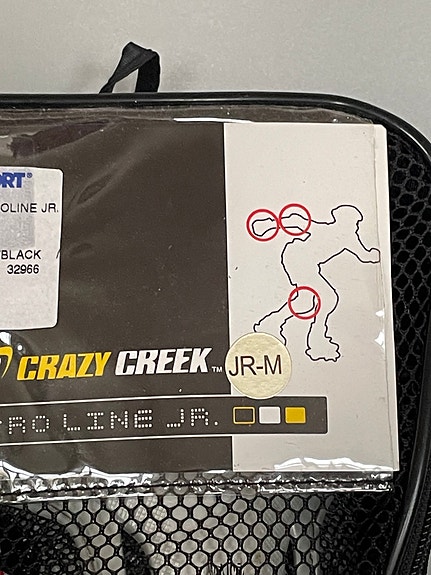 ORT®
OLINE JR.
/BLACK
32966
CRAZY CREEK™
JR-M
RO LINE JR.